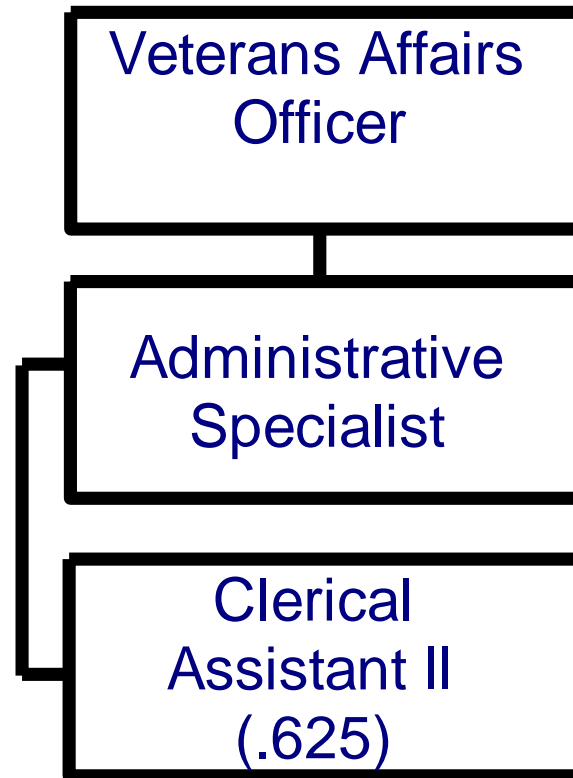 Veterans Affairs
Officer
Administrative
Specialist
Clerical
Assistant II
(.625)